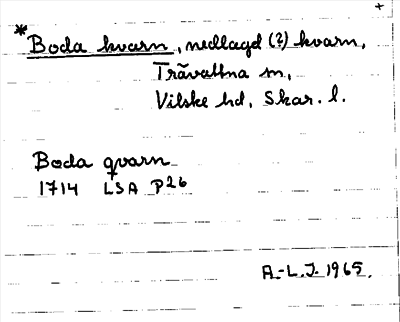 +
*Boda kvarn, nedlagd (?) kvarn,
Trävattna sn,
Vilske hd, Skar. l.
Boda qvarn
1714 LSA P26
A.-L.J. 1965.